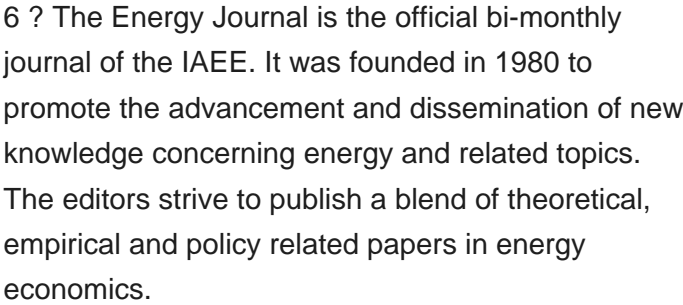 6 ? The Energy Journal is the official bi-monthly
journal of the IAEE. It was founded in 1980 to
promote the advancement and dissemination of new
knowledge concerning energy and related topics.
The editors strive to publish a blend of theoretical,
empirical and policy related papers in energy
economics.